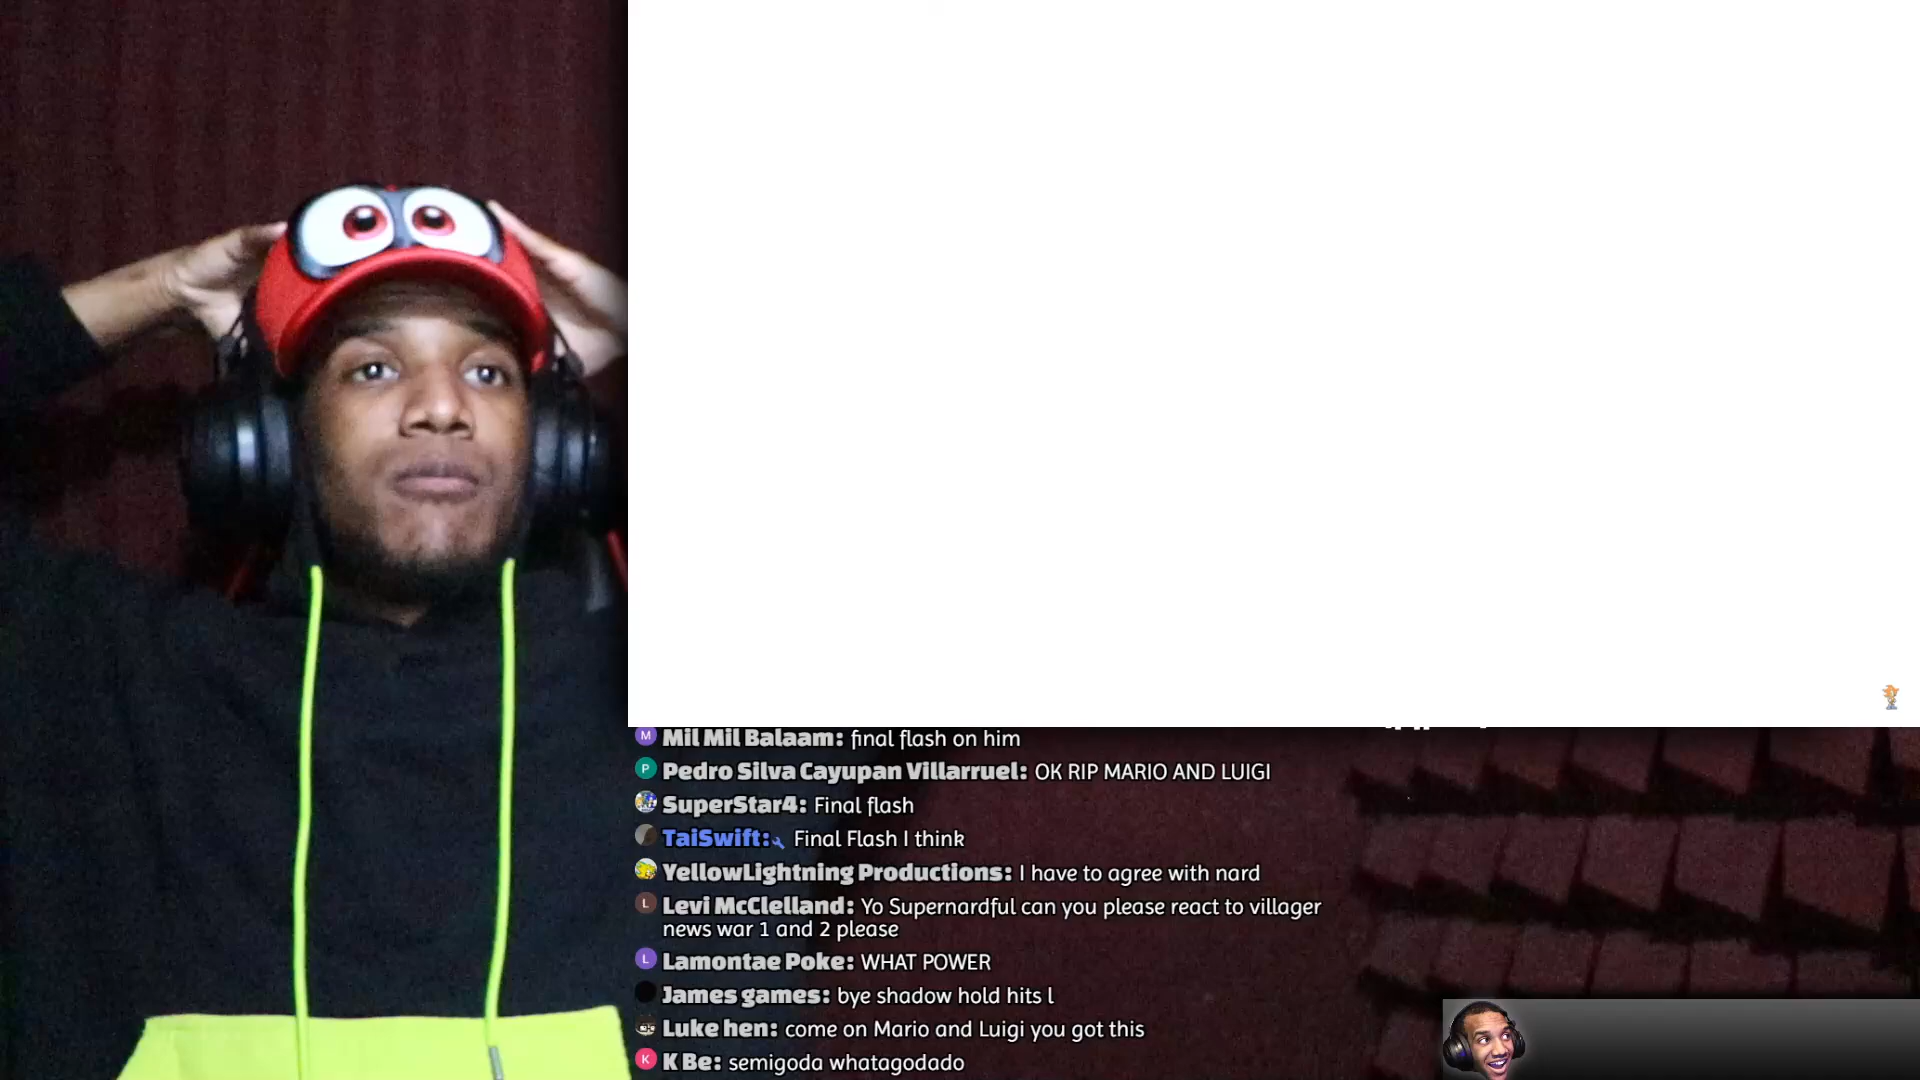 M Mil Mil Balaam: final flash on him
P Pedro Silva Cayupan Villarruel: OK RIP MARIO AND LUIGI
SuperStar4: Final flash
TaiSwift: Final Flash I think
YellowLightning Productions: I have to agree with nard
L Levi McClelland: Yo Supernardful can you please react to villager
news war 1 and 2 please
L Lamontae Poke: WHAT POWER
James games: bye shadow hold hits l
Luke hen: come on Mario and Luigi you got this
K K Be: semigoda whatagodado